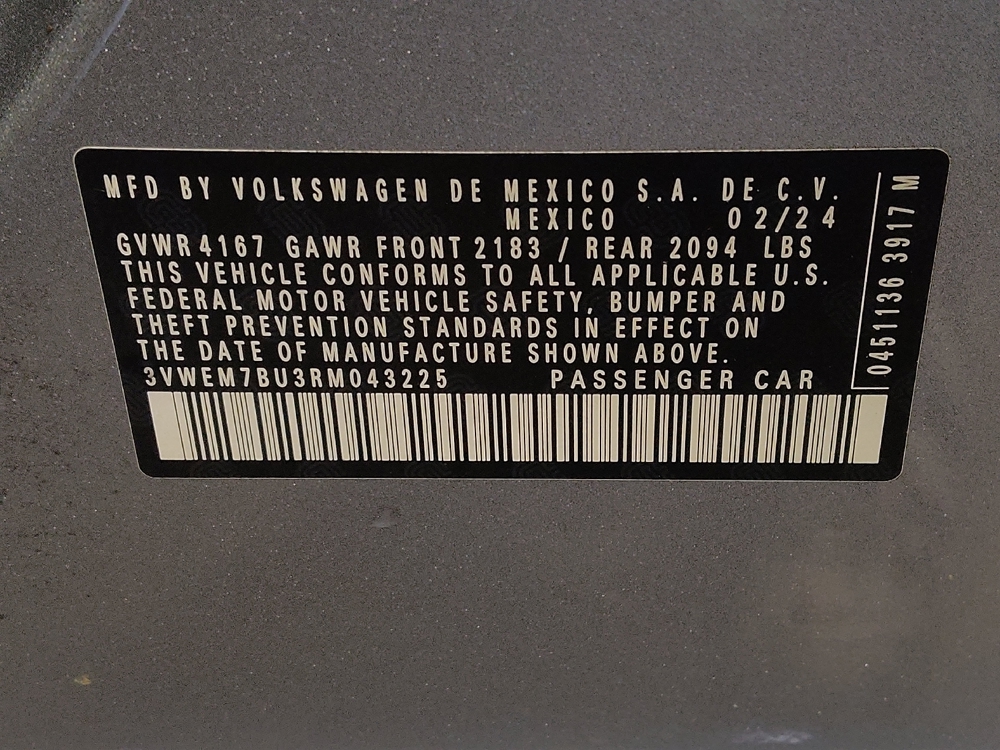 MFD BY VOLKSWAGEN DE MEXICO S.A. DE C.V.
MEXICO 02/24
GVWR 4167 GAWR FRONT 2183 / REAR 2094 LBS
THIS VEHICLE CONFORMS TO ALL APPLICABLE U.S.
FEDERAL MOTOR VEHICLE SAFETY, BUMPER AND
THEFT PREVENTION STANDARDS IN EFFECT ON
THE DATE OF MANUFACTURE SHOWN ABOVE.
3VWEM7BU3RM043225 PASSENGER CAR
0451136 3917 M